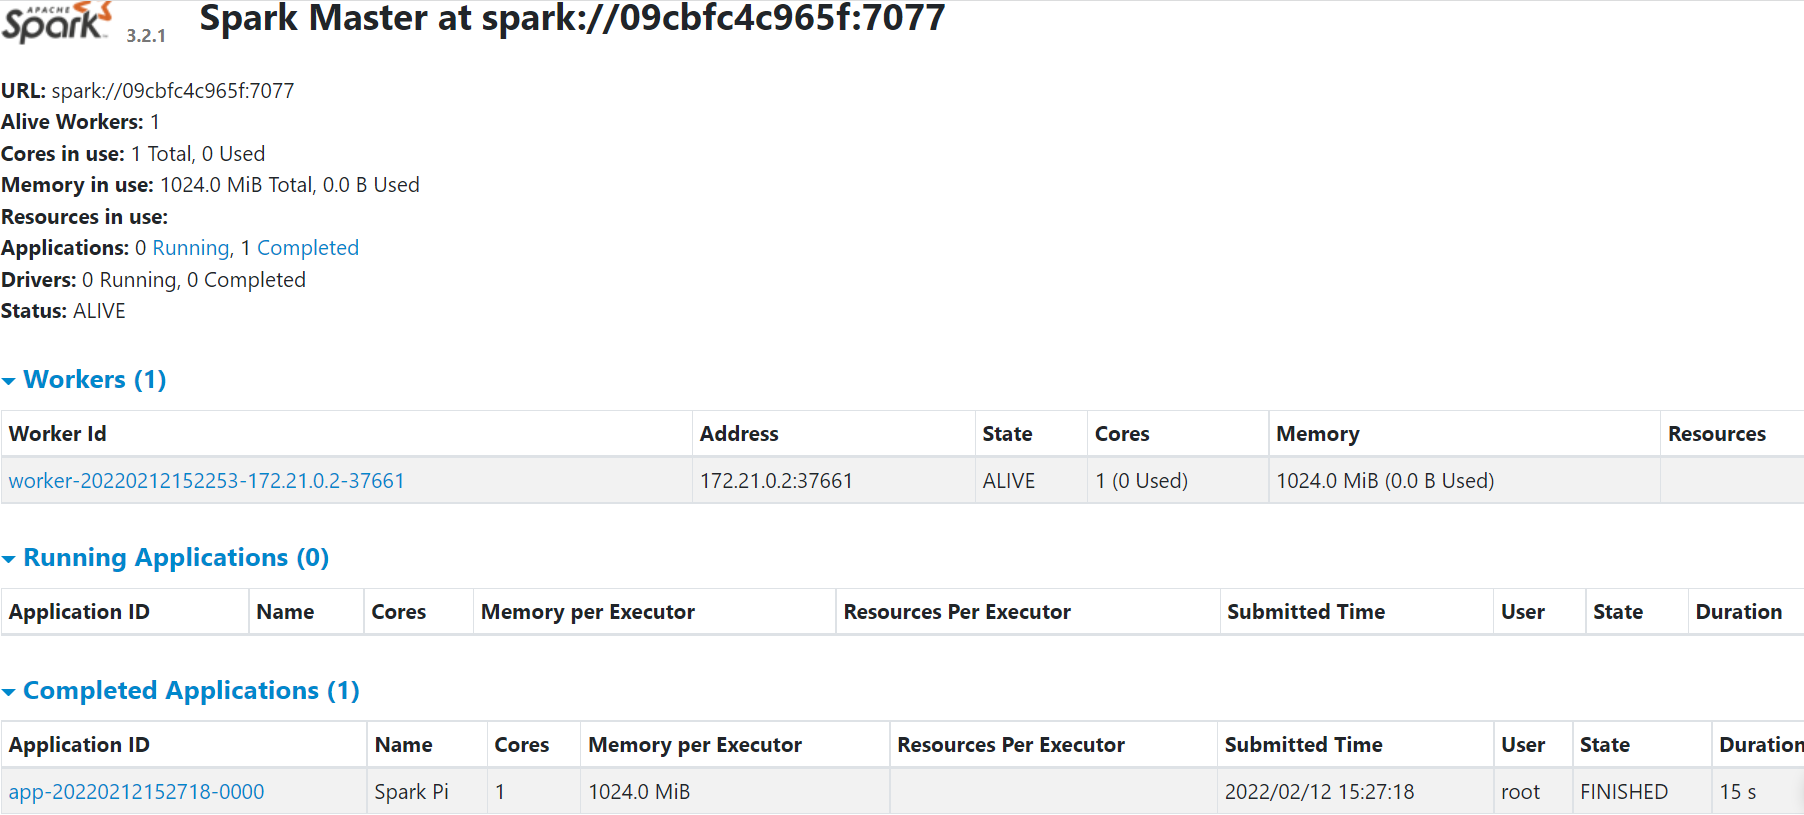 APACHE
Spark 3.2.1 Spark Master at spark://09cbfc4c965f:7077
URL: spark://09cbfc4c965f:7077
Alive Workers: 1
Cores in use: 1 Total, 0 Used
Memory in use: 1024.0 MiB Total, 0.0 B Used
Resources in use:
Applications: 0 Running, 1 Completed
Drivers: 0 Running, 0 Completed
Status: ALIVE
Workers (1)
Worker Id Address State Cores Memory Resources
worker-20220212152253-172.21.0.2-37661 172.21.0.2:37661 ALIVE 1 (0 Used) 1024.0 MiB (0.0 B Used)
Running Applications (0)
Application ID Name Cores Memory per Executor Resources Per Executor Submitted Time User State Duration
Completed Applications (1)
Application ID Name Cores Memory per Executor Resources Per Executor Submitted Time User State Duration
app-20220212152718-0000 Spark Pi 1 1024.0 MiB 2022/02/12 15:27:18 root FINISHED 15 s